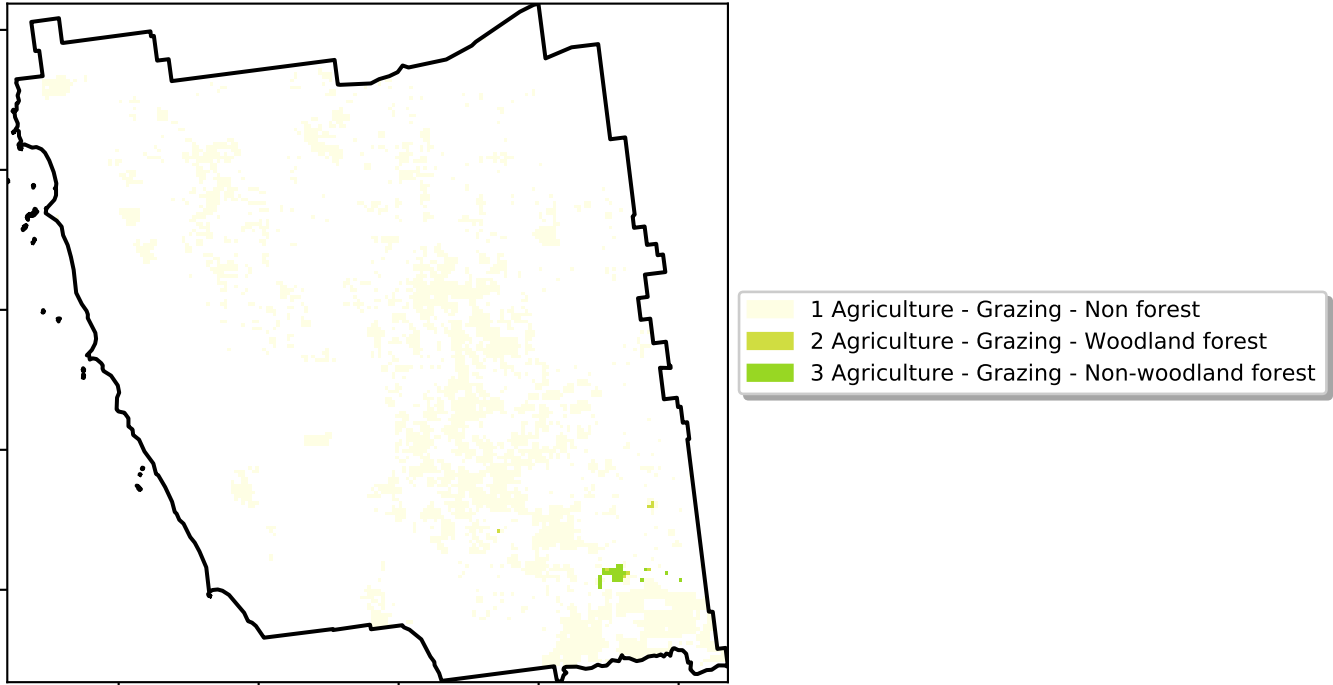 1 Agriculture - Grazing - Non forest
2 Agriculture - Grazing - Woodland forest
3 Agriculture - Grazing - Non-woodland forest